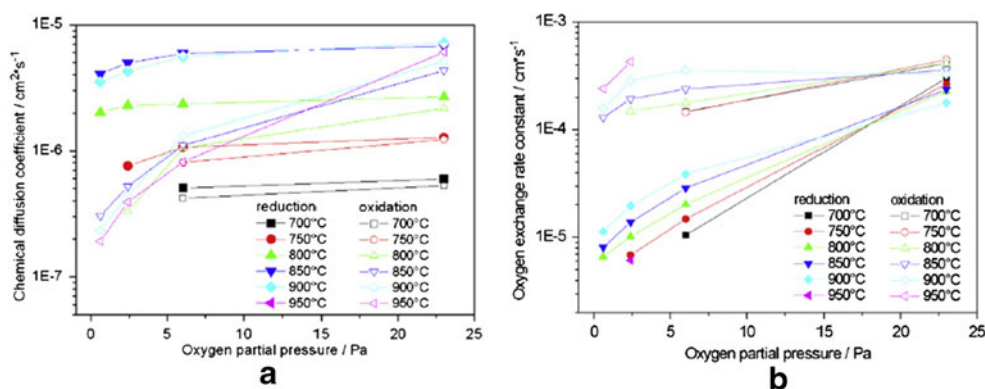 Chemical diffusion coefficient / cm²•s⁻¹
1E-5
1E-6
1E-7
reduction oxidation
700°C 700°C
750°C 750°C
800°C 800°C
850°C 850°C
900°C 900°C
950°C 950°C
0 5 10 15 20 25
Oxygen partial pressure / Pa
a
Oxygen exchange rate constant / cm*s⁻¹
1E-3
1E-4
1E-5
reduction oxidation
700°C 700°C
750°C 750°C
800°C 800°C
850°C 850°C
900°C 900°C
950°C 950°C
0 5 10 15 20 25
Oxygen partial pressure / Pa
b